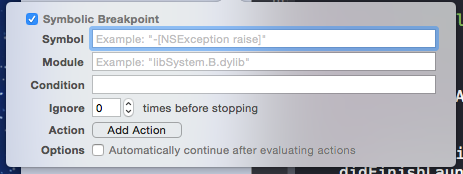 Symbolic Breakpoint
Symbol Example: "-[NSException raise]"
Module Example: "libSystem.B.dylib"
Condition
Ignore 0 times before stopping
Action Add Action
Options Automatically continue after evaluating actions
didFinishLaun